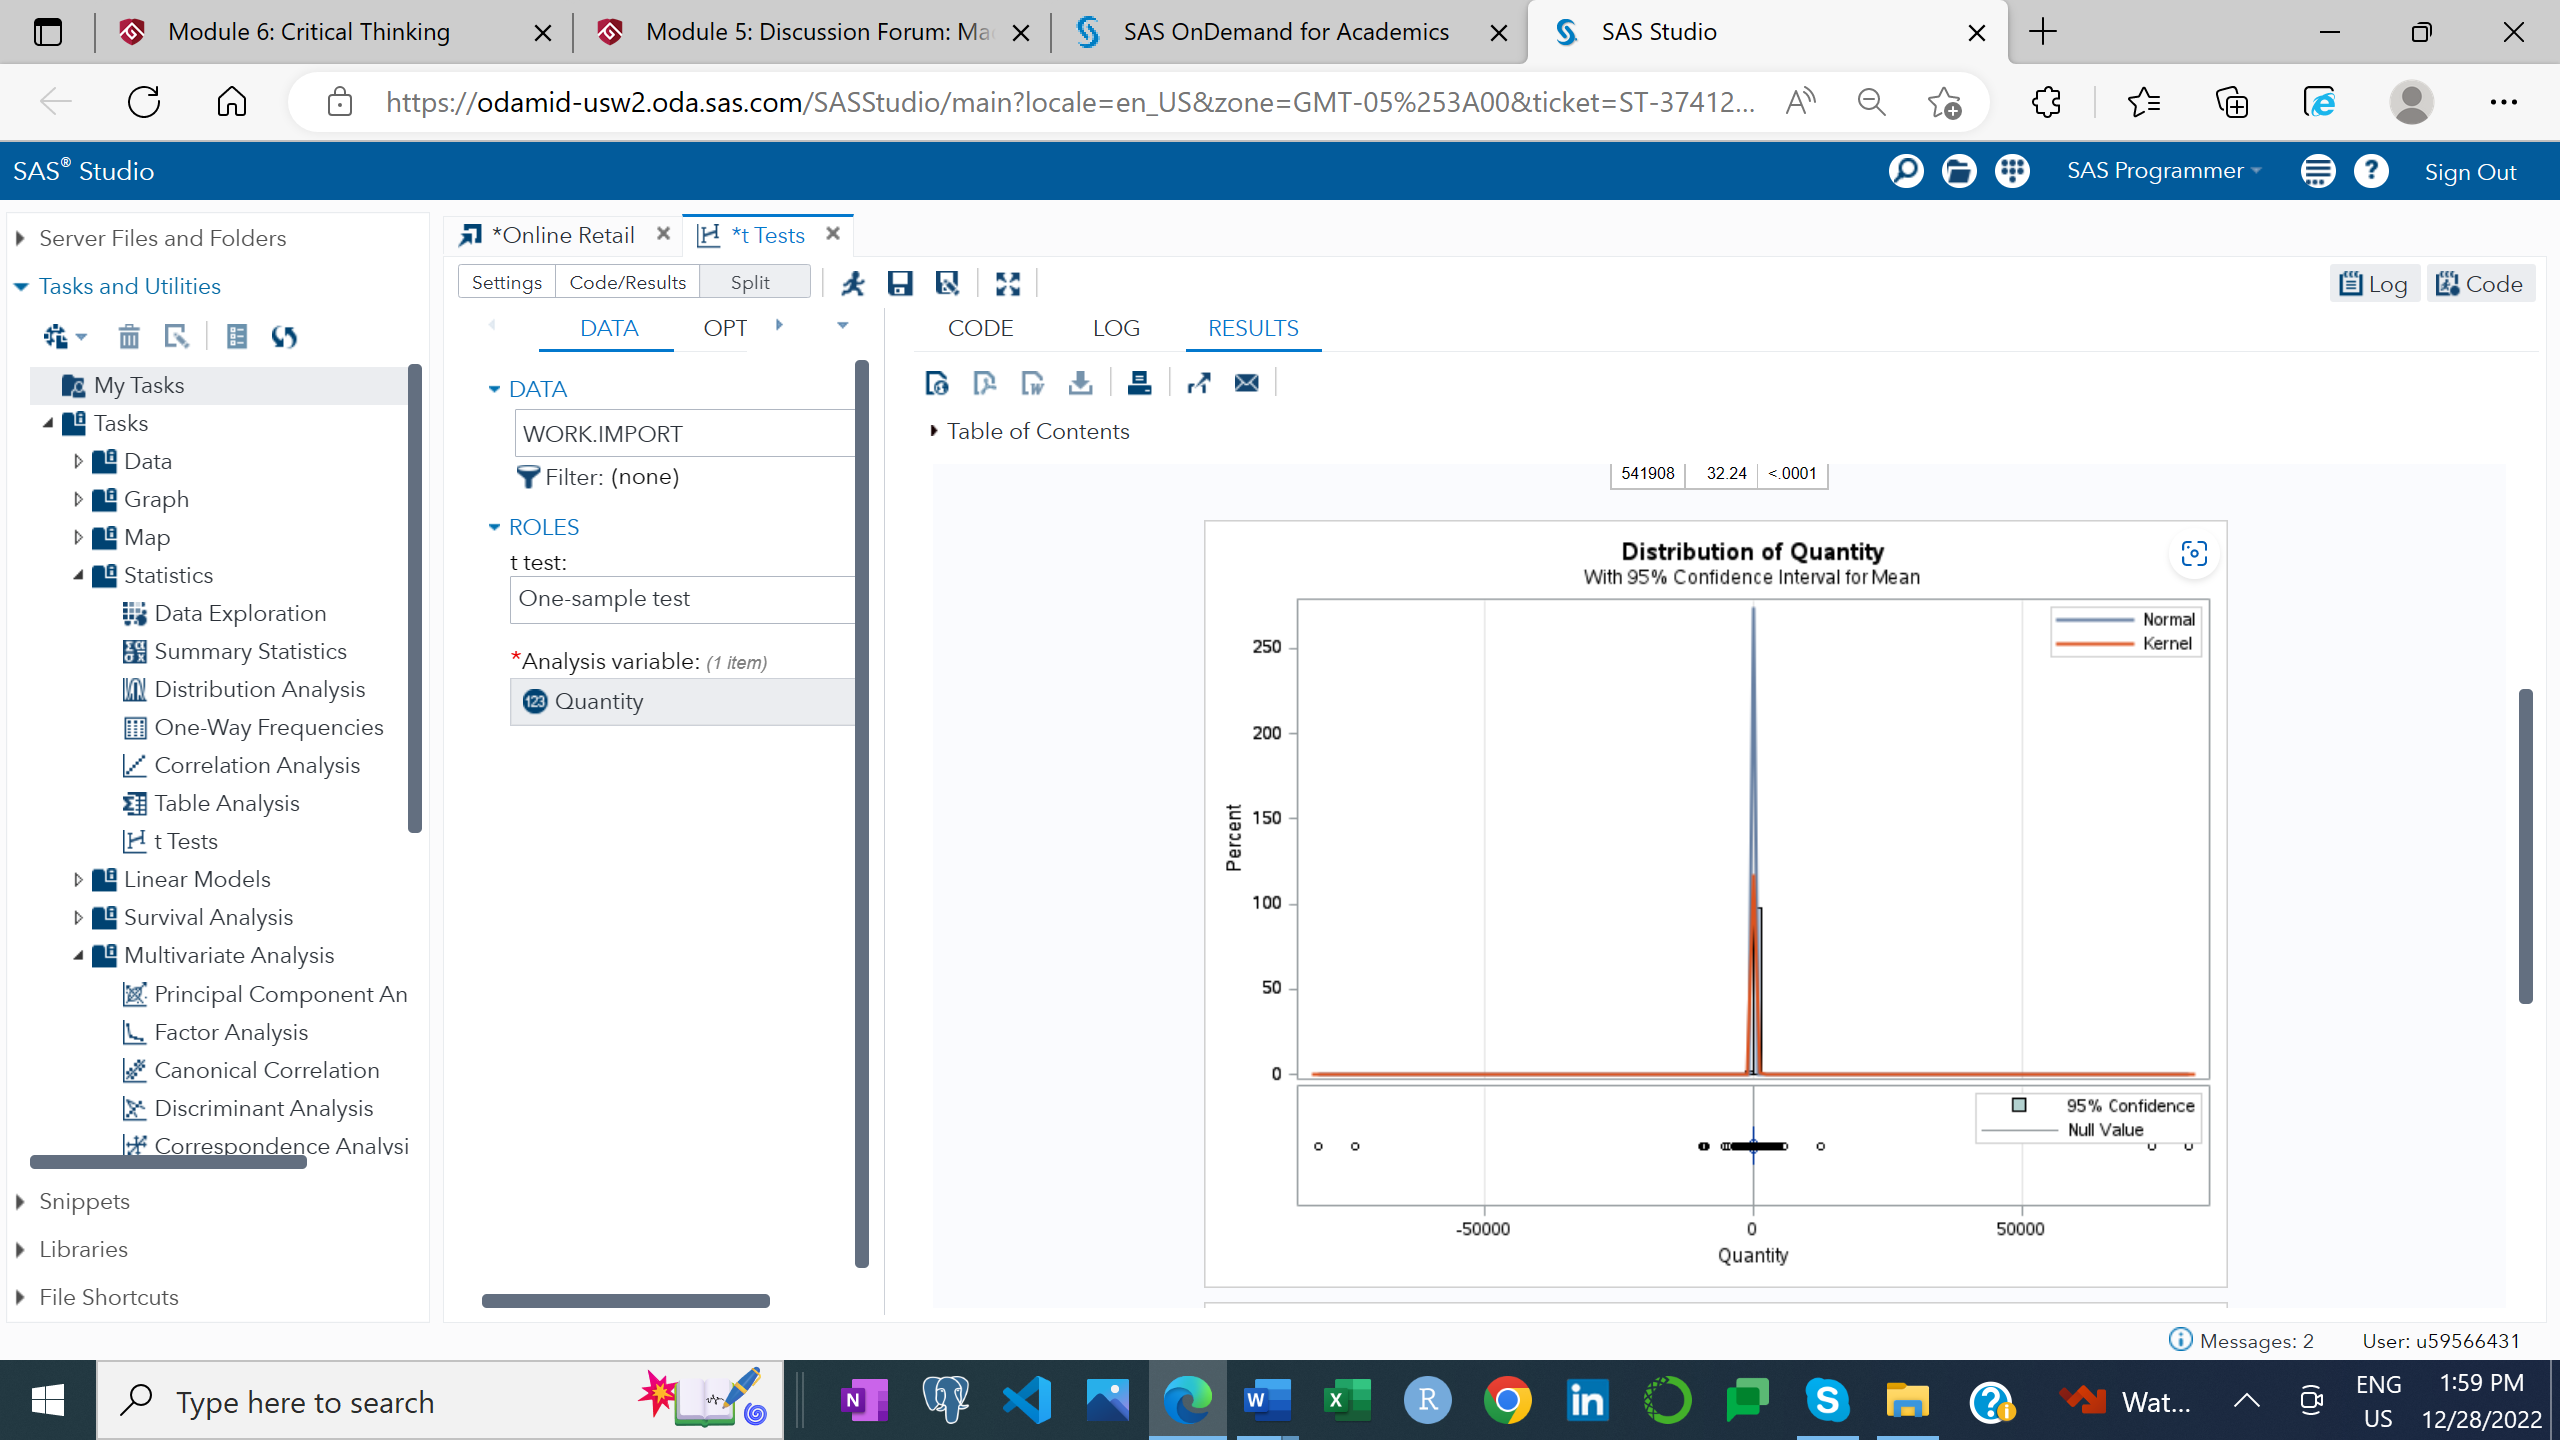 Module 6: Critical Thinking
Module 5: Discussion Forum: Ma
SAS OnDemand for Academics
SAS Studio
https://odamid-usw2.oda.sas.com/SASStudio/main?locale=en_US&zone=GMT-05%253A00&ticket=ST-37412...
SAS® Studio
SAS Programmer
Sign Out
Server Files and Folders
Tasks and Utilities
My Tasks
Tasks
Data
Graph
Map
Statistics
Data Exploration
Summary Statistics
Distribution Analysis
One-Way Frequencies
Correlation Analysis
Table Analysis
t Tests
Linear Models
Survival Analysis
Multivariate Analysis
Principal Component An
Factor Analysis
Canonical Correlation
Discriminant Analysis
Correspondence Analysi
Snippets
Libraries
File Shortcuts
*Online Retail
*t Tests
Settings
Code/Results
Split
Log
Code
DATA
OPT
DATA
WORK.IMPORT
Filter: (none)
ROLES
t test:
One-sample test
*Analysis variable: (1 item)
123 Quantity
CODE
LOG
RESULTS
Table of Contents
541908 32.24 <.0001
Distribution of Quantity
With 95% Confidence Interval for Mean
Normal
Kernel
Percent
250
200
150
100
50
0
95% Confidence
Null Value
-50000 0 50000
Quantity
Messages: 2
User: u59566431
Type here to search
Wat...
ENG
US
1:59 PM
12/28/2022